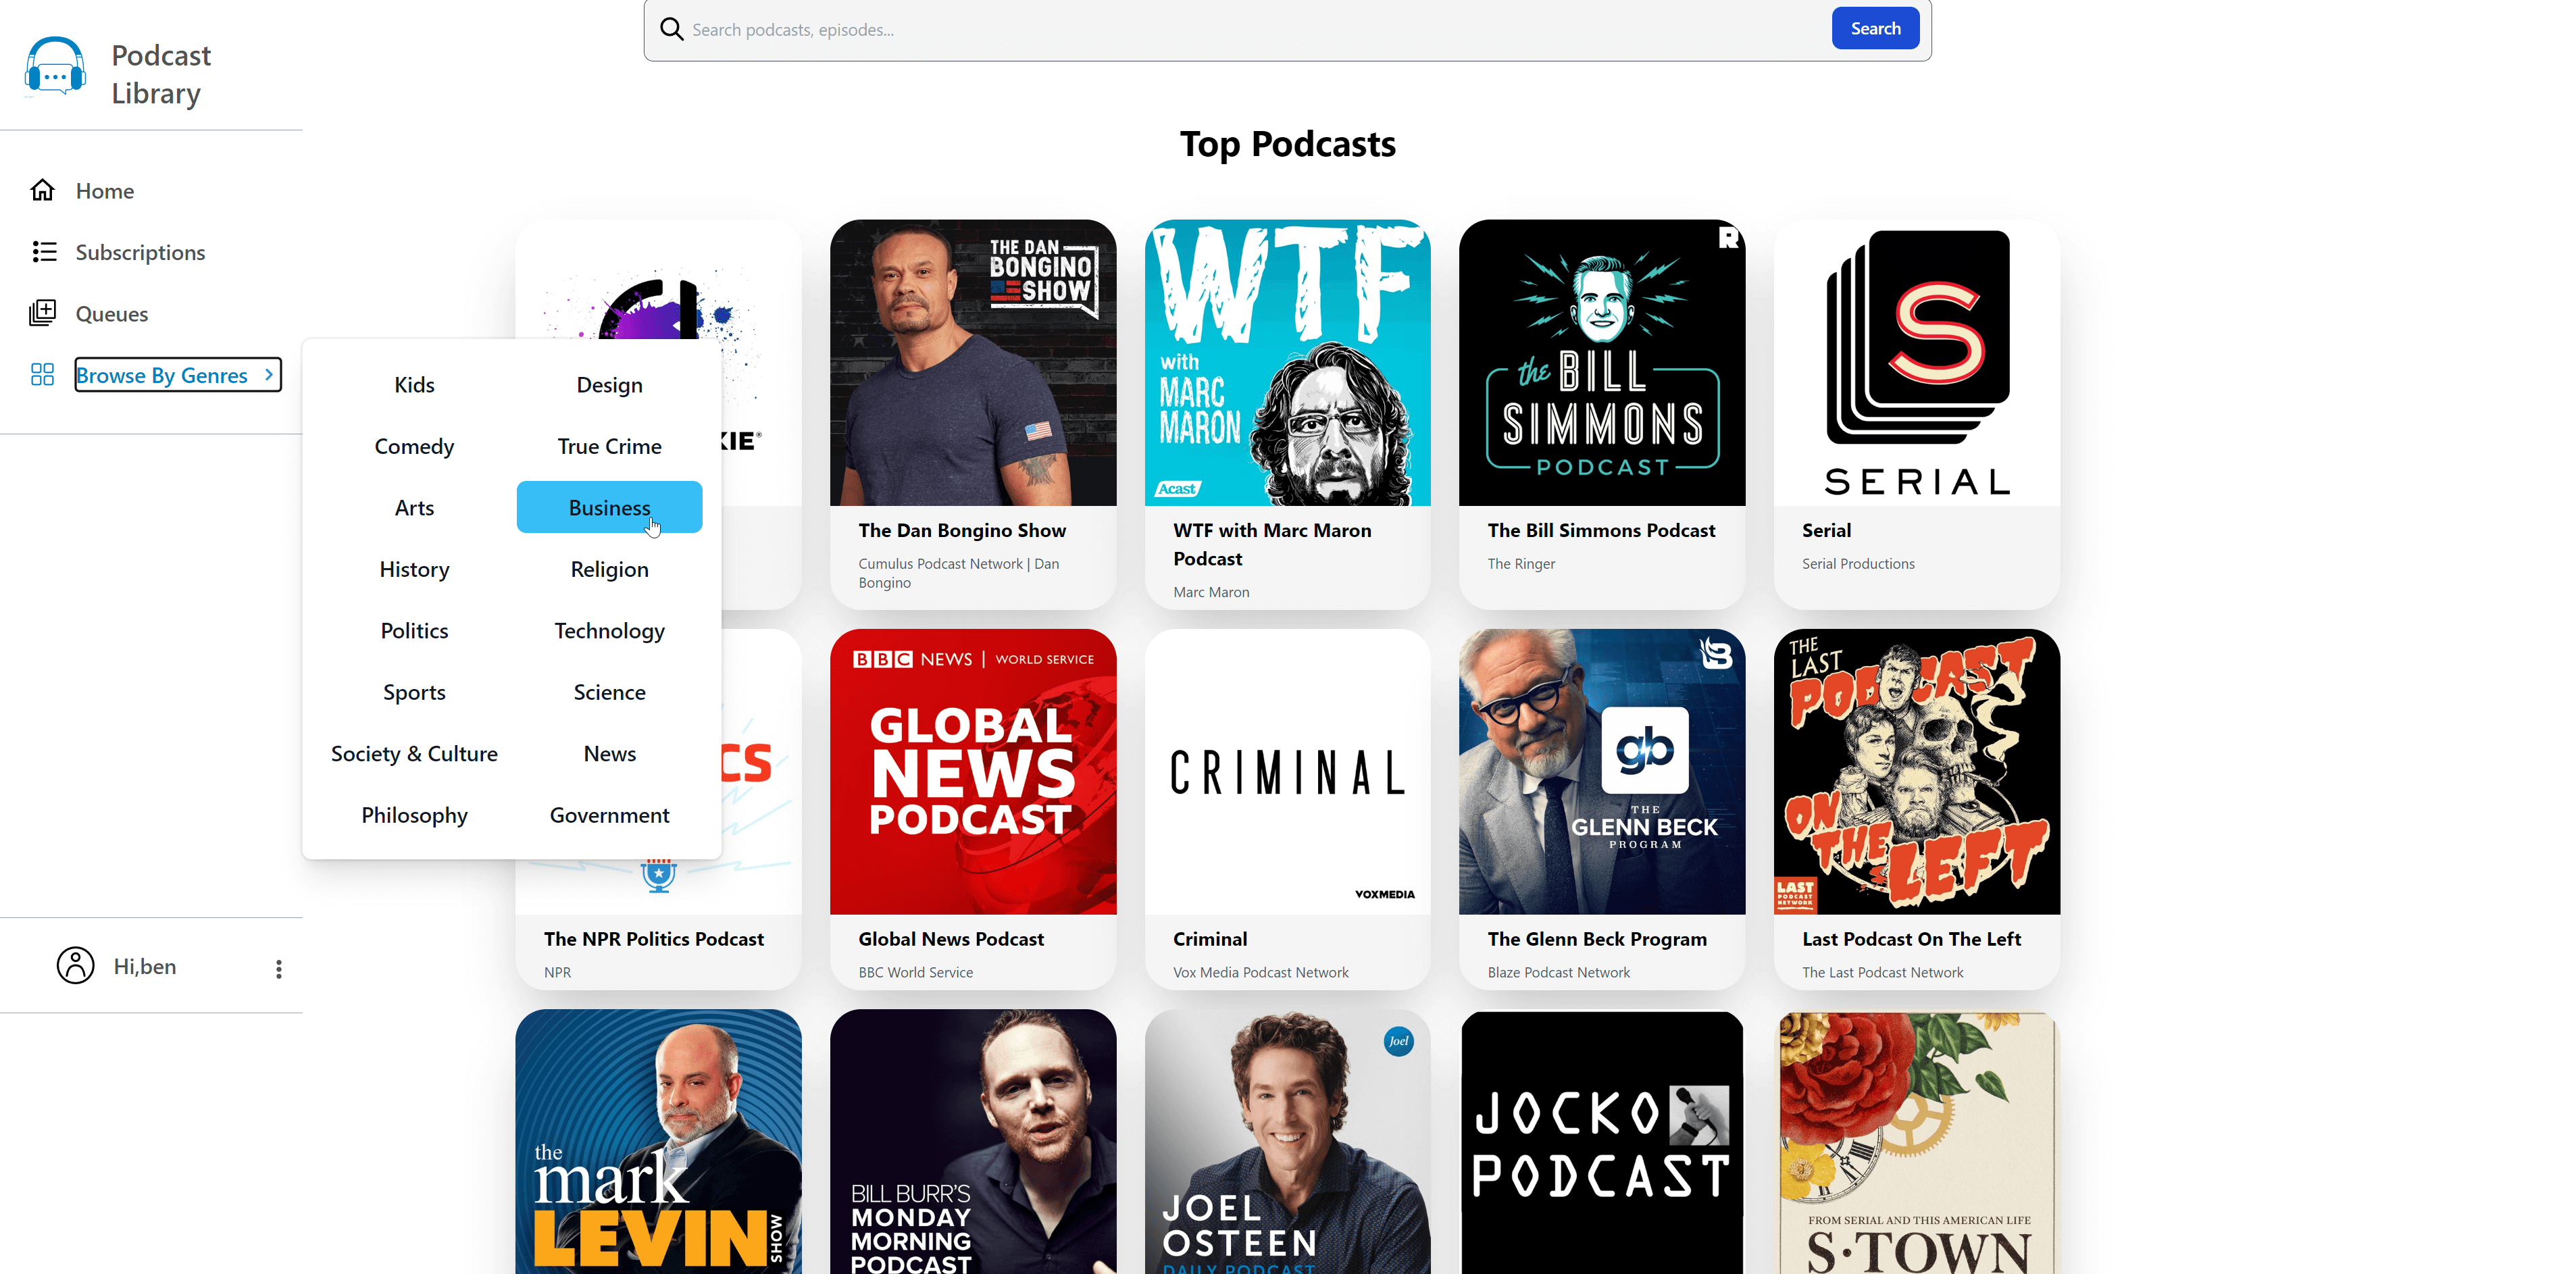 Podcast
Library
Search podcasts, episodes...
Search
Home
Subscriptions
Queues
Browse By Genres
Kids
Design
Comedy
True Crime
Arts
Business
History
Religion
Politics
Technology
Sports
Science
Society & Culture
News
Philosophy
Government
Hi,ben
Top Podcasts
KIE®
THE DAN
BONGINO
SHOW
The Dan Bongino Show
Cumulus Podcast Network | Dan
Bongino
WTF
with
MARC
MARON
Acast
WTF with Marc Maron
Podcast
Marc Maron
R
the BILL
SIMMONS
PODCAST
The Bill Simmons Podcast
The Ringer
S
SERIAL
Serial
Serial Productions
CS
The NPR Politics Podcast
NPR
BBC NEWS | WORLD SERVICE
GLOBAL
NEWS
PODCAST
Global News Podcast
BBC World Service
CRIMINAL
VOXMEDIA
Criminal
Vox Media Podcast Network
gb
THE
GLENN BECK
PROGRAM
The Glenn Beck Program
Blaze Podcast Network
THE
LAST
PODCAST
ON
THE
LEFT
LAST
PODCAST
NETWORK
Last Podcast On The Left
The Last Podcast Network
the
mark
LEVIN
SHOW
BILL BURR'S
MONDAY
MORNING
PODCAST
Joel
JOEL
OSTEEN
DAILY PODCAST
JOCKO
PODCAST
FROM SERIAL AND THIS AMERICAN LIFE
S·TOWN